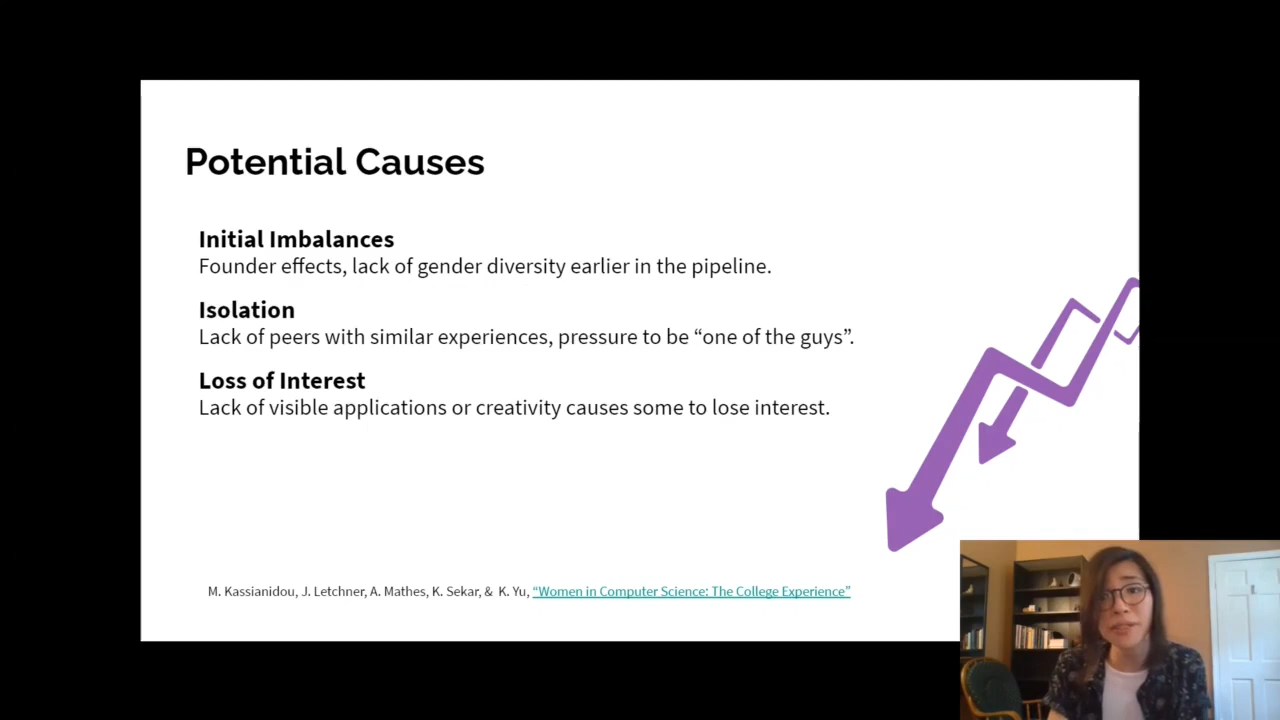 Potential Causes
Initial Imbalances
Founder effects, lack of gender diversity earlier in the pipeline.
Isolation
Lack of peers with similar experiences, pressure to be “one of the guys”.
Loss of Interest
Lack of visible applications or creativity causes some to lose interest.
M. Kassianidou, J. Letchner, A. Mathes, K. Sekar, & K. Yu, “Women in Computer Science: The College Experience”